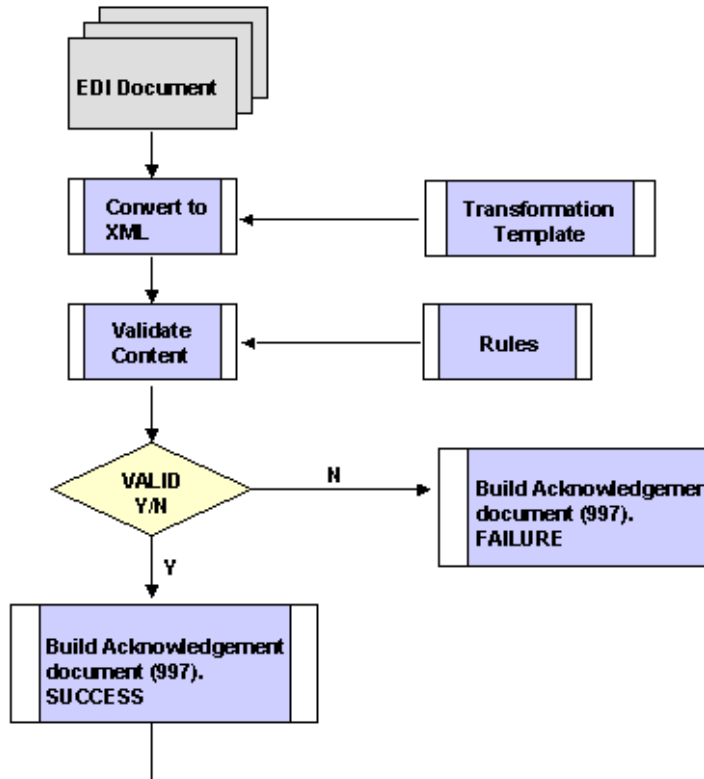 EDI Document
Convert to
XML
Transformation
Template
Validate
Content
Rules
VALID
Y/N
N
Build Acknowledgemen
document (997).
FAILURE
Y
Build Acknowledgement
document (997).
SUCCESS